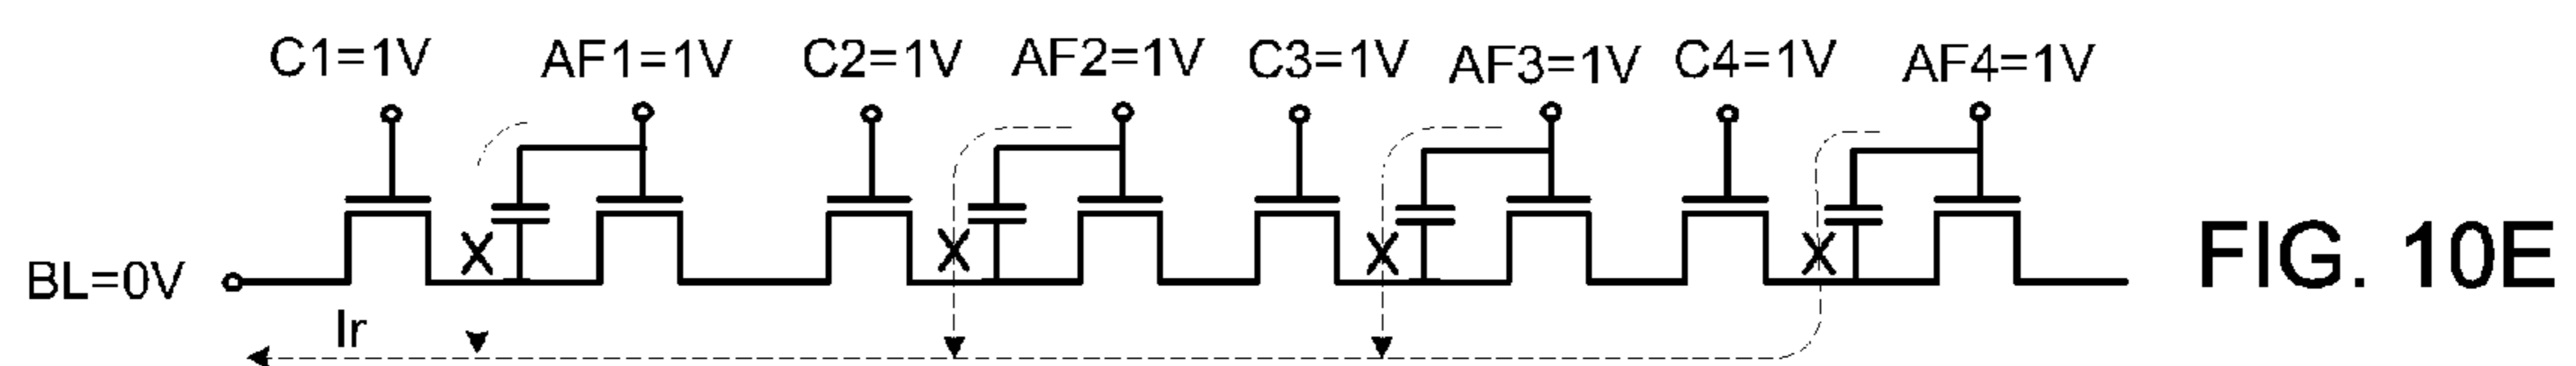 C1=1V AF1=1V C2=1V AF2=1V C3=1V AF3=1V C4=1V AF4=1V
X X X X
BL=0V
FIG. 10E
Ir